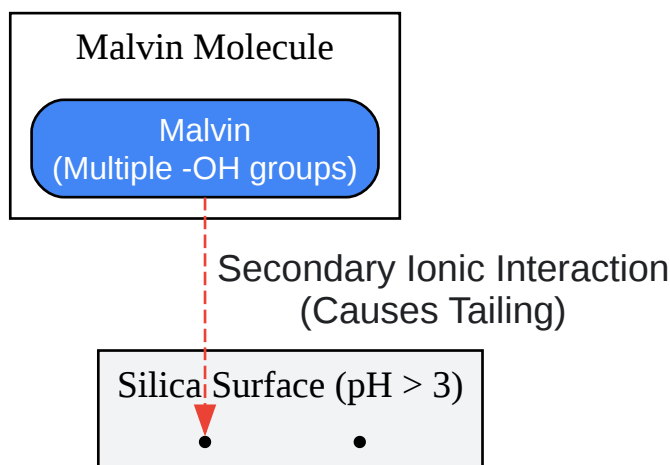 Malvin Molecule
Malvin
(Multiple -OH groups)
Secondary Ionic Interaction
(Causes Tailing)
Silica Surface (pH > 3)